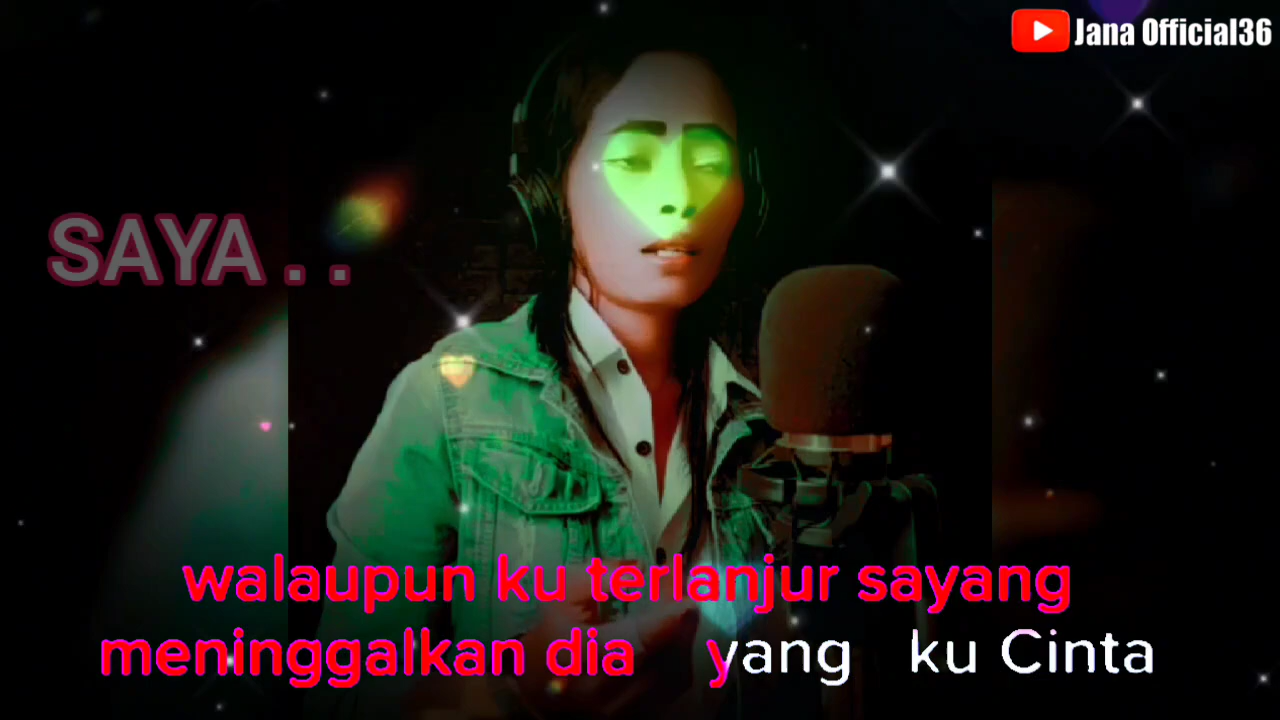 Jana Official36
SAYA . .
walaupun ku terlanjur sayang
meninggalkan dia yang ku Cinta